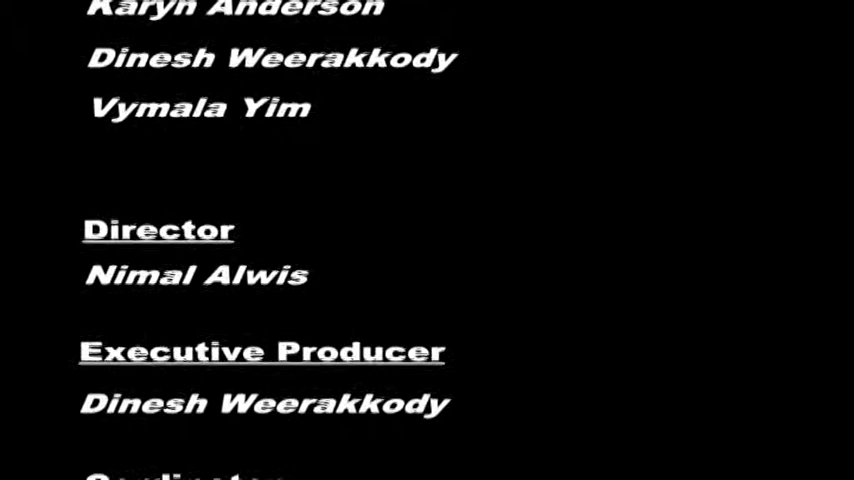 Karyn Anderson
Dinesh Weerakkody
Vymala Yim
Director
Nimal Alwis
Executive Producer
Dinesh Weerakkody